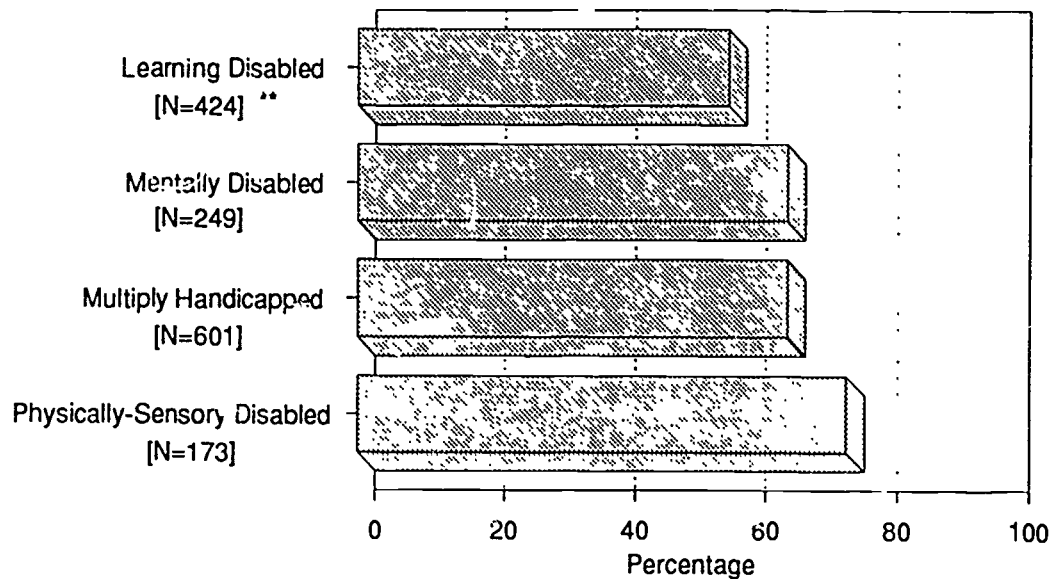 Learning Disabled
[N=424] **
Mentally Disabled
[N=249]
Multiply Handicapped
[N=601]
Physically-Sensory Disabled
[N=173]
0 20 40 60 80 100
Percentage